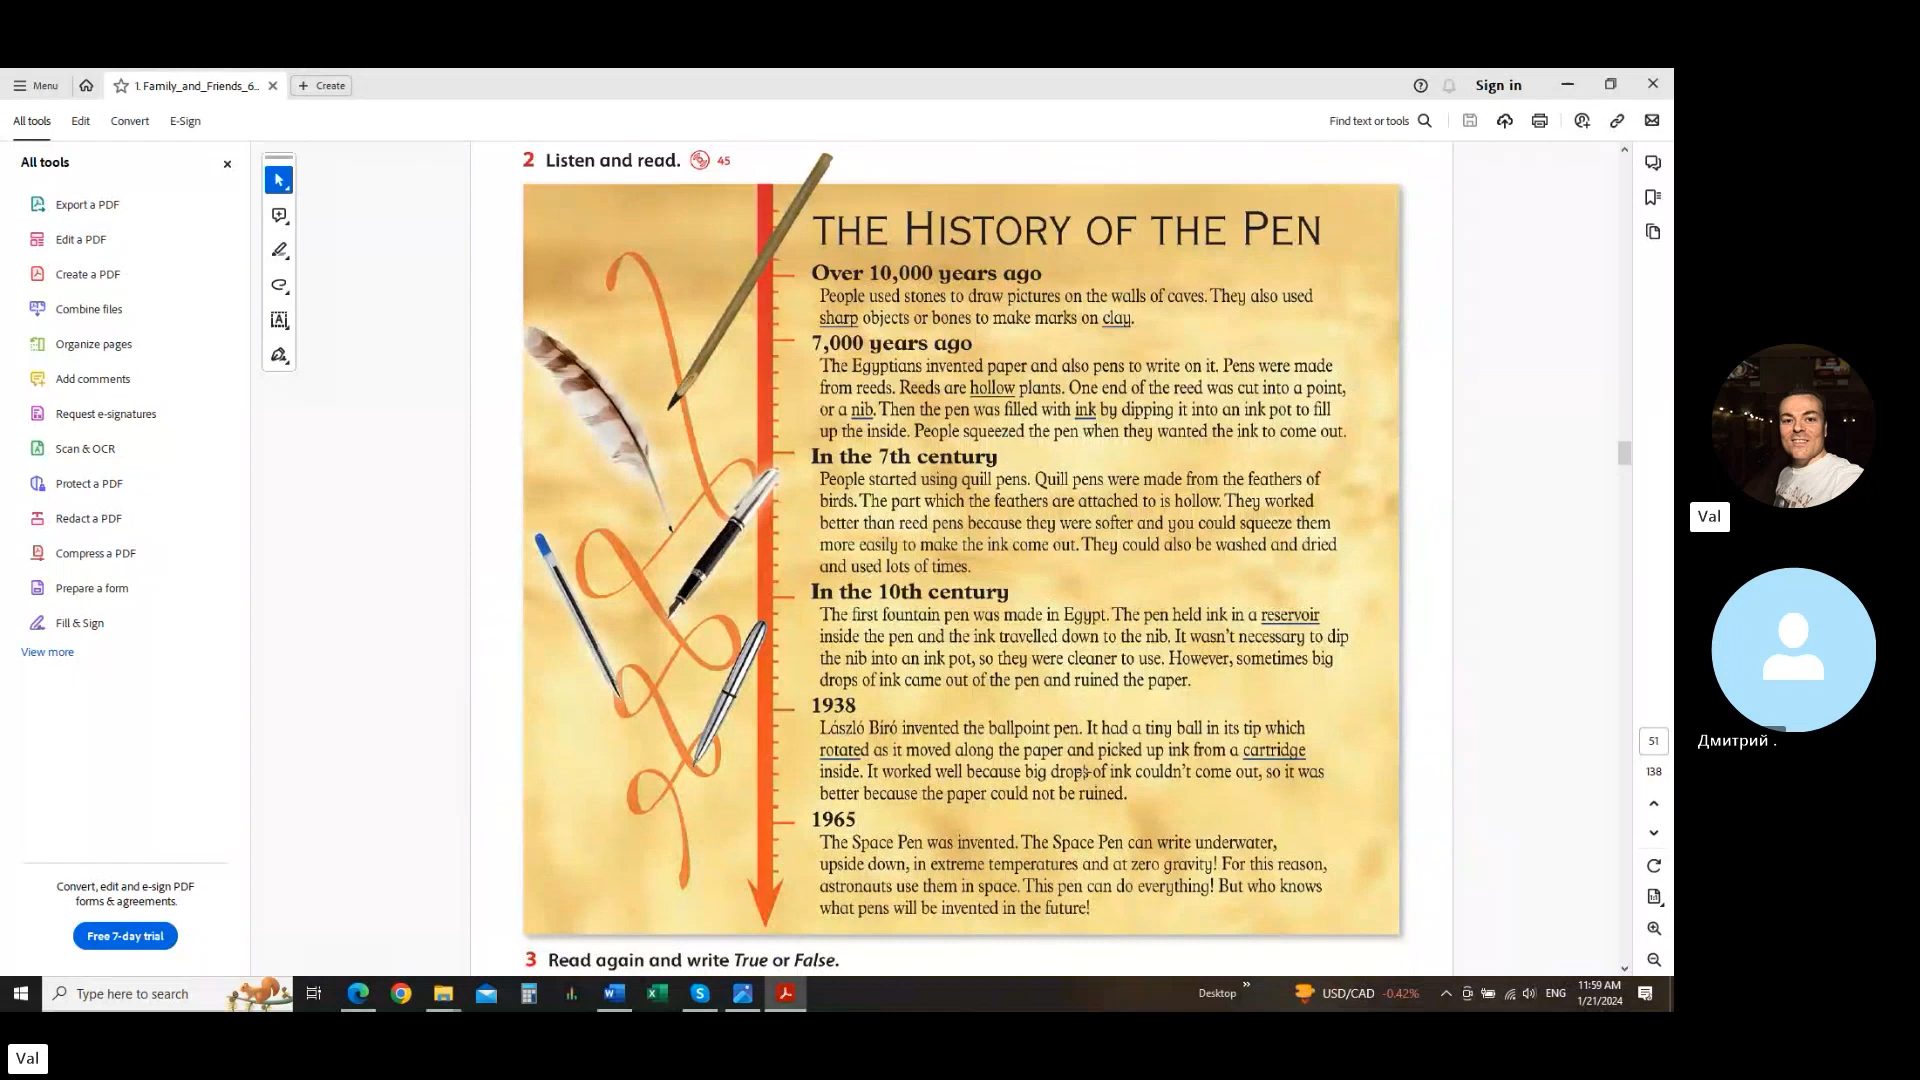 Menu
1. Family_and_Friends_6...
Create
Sign in
All tools
Edit
Convert
E-Sign
Find text or tools
All tools
Export a PDF
Edit a PDF
Create a PDF
Combine files
Organize pages
Add comments
Request e-signatures
Scan & OCR
Protect a PDF
Redact a PDF
Compress a PDF
Prepare a form
Fill & Sign
View more
Convert, edit and e-sign PDF
forms & agreements.
Free 7-day trial
2 Listen and read. 45
THE HISTORY OF THE PEN
Over 10,000 years ago
People used stones to draw pictures on the walls of caves. They also used
sharp objects or bones to make marks on clay.
7,000 years ago
The Egyptians invented paper and also pens to write on it. Pens were made
from reeds. Reeds are hollow plants. One end of the reed was cut into a point,
or a nib. Then the pen was filled with ink by dipping it into an ink pot to fill
up the inside. People squeezed the pen when they wanted the ink to come out.
In the 7th century
People started using quill pens. Quill pens were made from the feathers of
birds. The part which the feathers are attached to is hollow. They worked
better than reed pens because they were softer and you could squeeze them
more easily to make the ink come out. They could also be washed and dried
and used lots of times.
In the 10th century
The first fountain pen was made in Egypt. The pen held ink in a reservoir
inside the pen and the ink travelled down to the nib. It wasn't necessary to dip
the nib into an ink pot, so they were cleaner to use. However, sometimes big
drops of ink came out of the pen and ruined the paper.
1938
László Bíró invented the ballpoint pen. It had a tiny ball in its tip which
rotated as it moved along the paper and picked up ink from a cartridge
inside. It worked well because big drops of ink couldn't come out, so it was
better because the paper could not be ruined.
1965
The Space Pen was invented. The Space Pen can write underwater,
upside down, in extreme temperatures and at zero gravity! For this reason,
astronauts use them in space. This pen can do everything! But who knows
what pens will be invented in the future!
3 Read again and write True or False.
51
138
Val
Дмитрий .
Type here to search
Desktop
USD/CAD -0.42%
ENG
11:59 AM
1/21/2024
Val